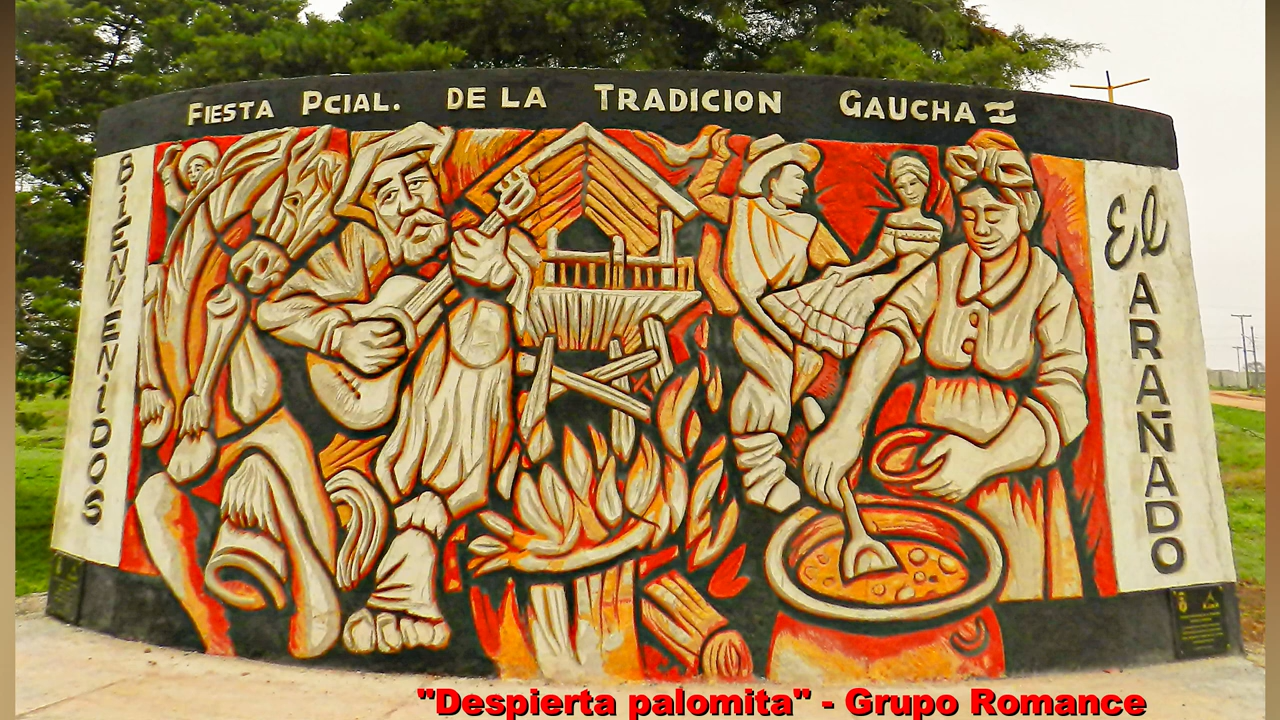 FIESTA PCIAL. DE LA TRADICION GAUCHA
BiENVENiDOS
El ARAÑADO
"Despierta palomita" - Grupo Romance